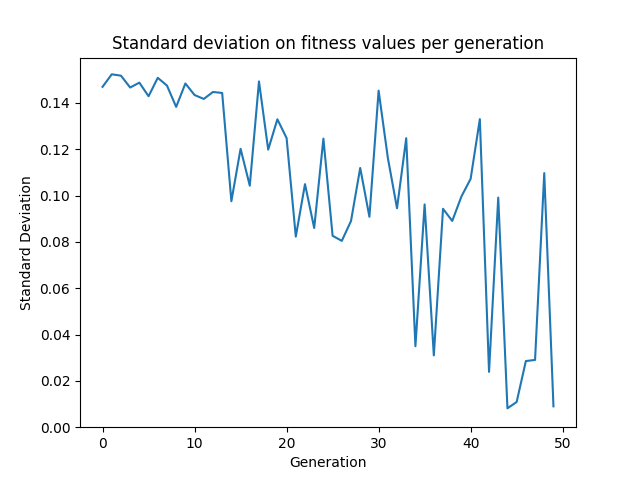 Standard deviation on fitness values per generation
Standard Deviation
0.14
0.12
0.10
0.08
0.06
0.04
0.02
0.00
0 10 20 30 40 50
Generation